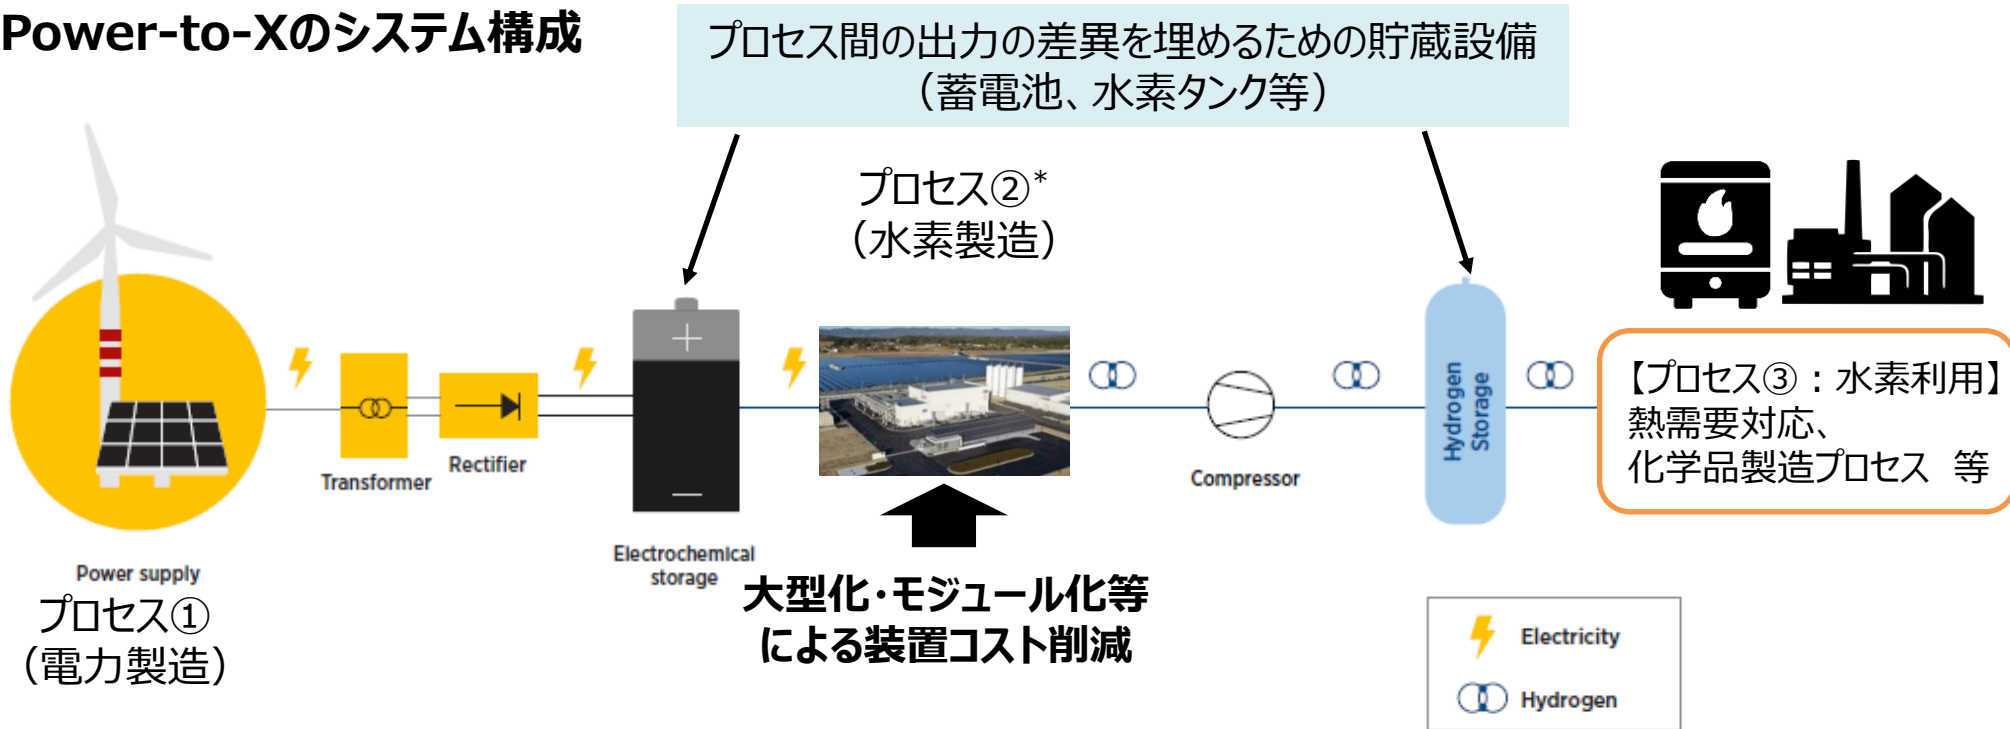 Power-to-Xのシステム構成
プロセス間の出力の差異を埋めるための貯蔵設備
（蓄電池、水素タンク等）
プロセス②*
（水素製造）
Transformer
Rectifier
Electrochemical
storage
Compressor
Hydrogen
Storage
【プロセス③：水素利用】
熱需要対応、
化学品製造プロセス 等
Power supply
プロセス①
（電力製造）
大型化・モジュール化等
による装置コスト削減
Electricity
Hydrogen